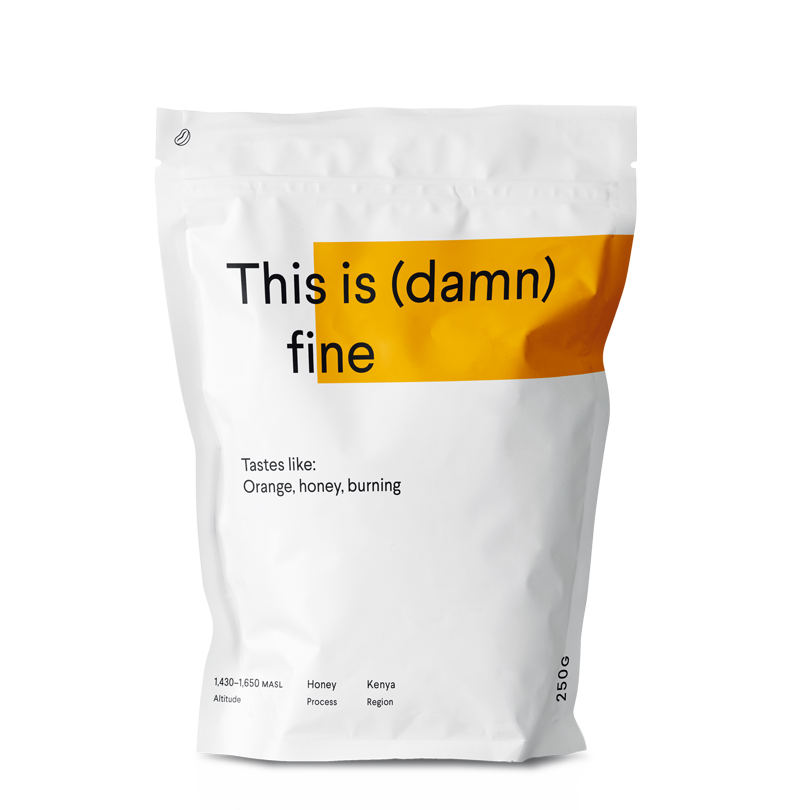 This is (damn)
fine
Tastes like:
Orange, honey, burning
1,430–1,650 MASL
Altitude
Honey
Process
Kenya
Region
250G